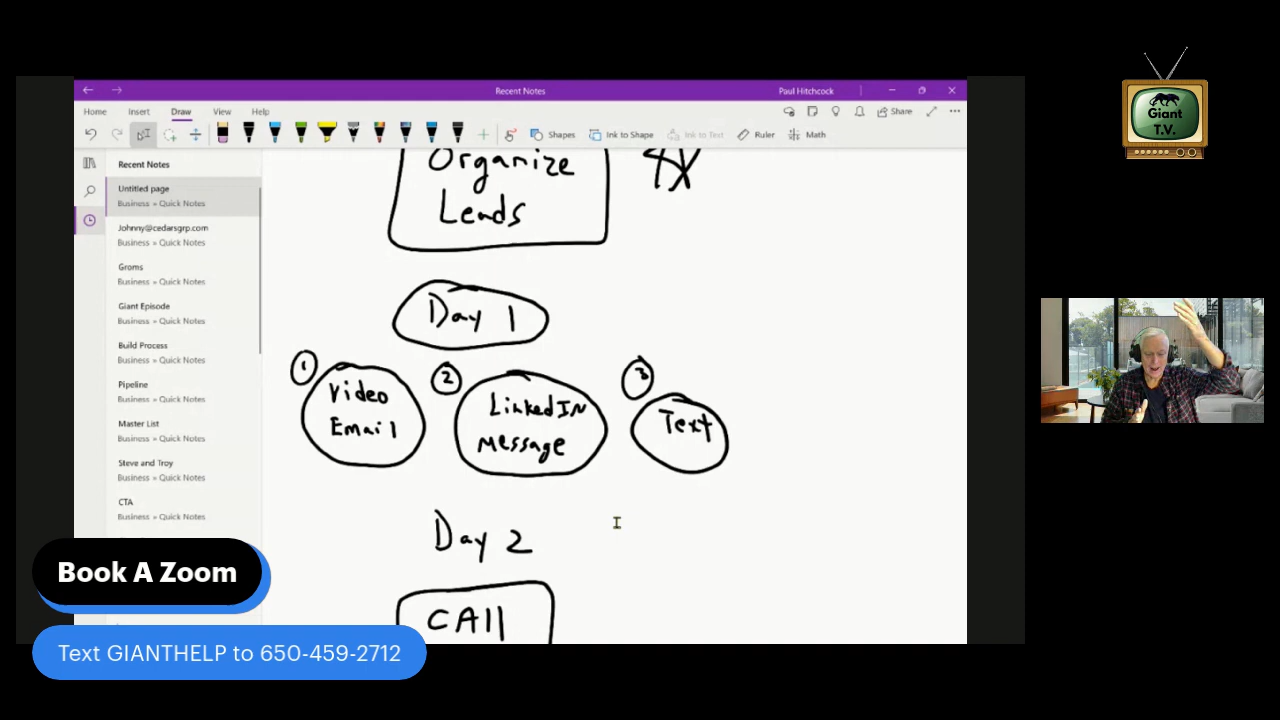 Giant
T.V.
Recent Notes
Paul Hitchcock
Home Insert Draw View Help
Share
Shapes Ink to Shape Ink to Text Ruler Math
Recent Notes
Untitled page
Business » Quick Notes
Johnny@cedarsgrp.com
Business » Quick Notes
Groms
Business » Quick Notes
Giant Episode
Business » Quick Notes
Build Process
Business » Quick Notes
Pipeline
Business » Quick Notes
Master List
Business » Quick Notes
Steve and Troy
Business » Quick Notes
CTA
Business » Quick Notes
Organize
Leads
Day 1
1 2 3
Video
Email
LinkedIN
Message
Text
Day 2
CAll
Book A Zoom
Text GIANTHELP to 650-459-2712